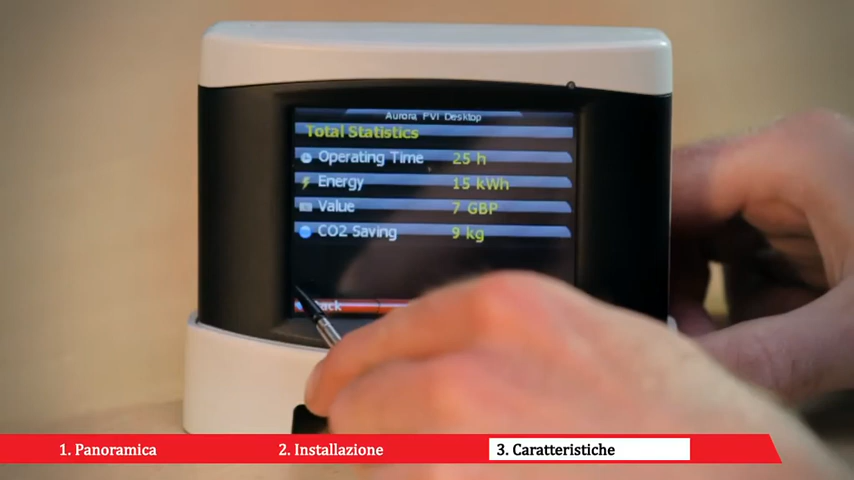 Aurora PVI Desktop
Total Statistics
Operating Time 25 h
Energy 15 kWh
Value 7 GBP
CO2 Saving 9 kg
1. Panoramica 2. Installazione 3. Caratteristiche